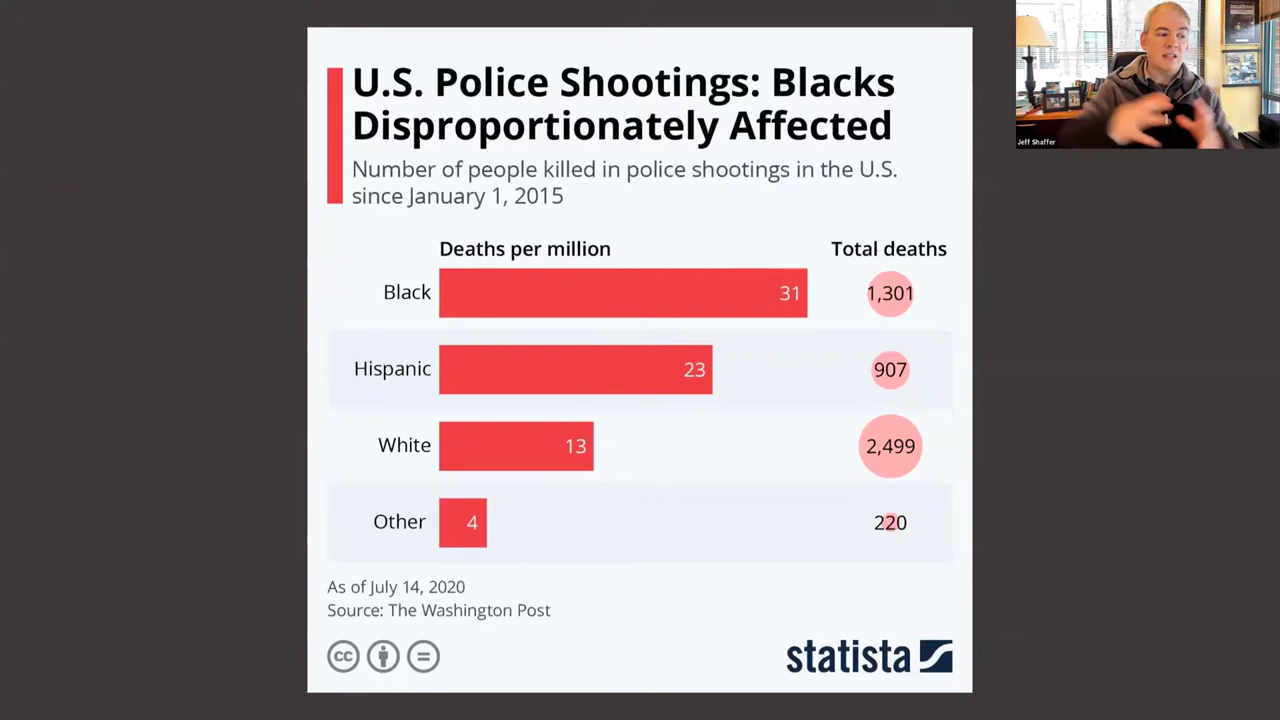 U.S. Police Shootings: Blacks
Disproportionately Affected
Number of people killed in police shootings in the U.S.
since January 1, 2015
Deaths per million Total deaths
Black 31 1,301
Hispanic 23 907
White 13 2,499
Other 4 220
As of July 14, 2020
Source: The Washington Post
cc
statista
Jeff Shaffer